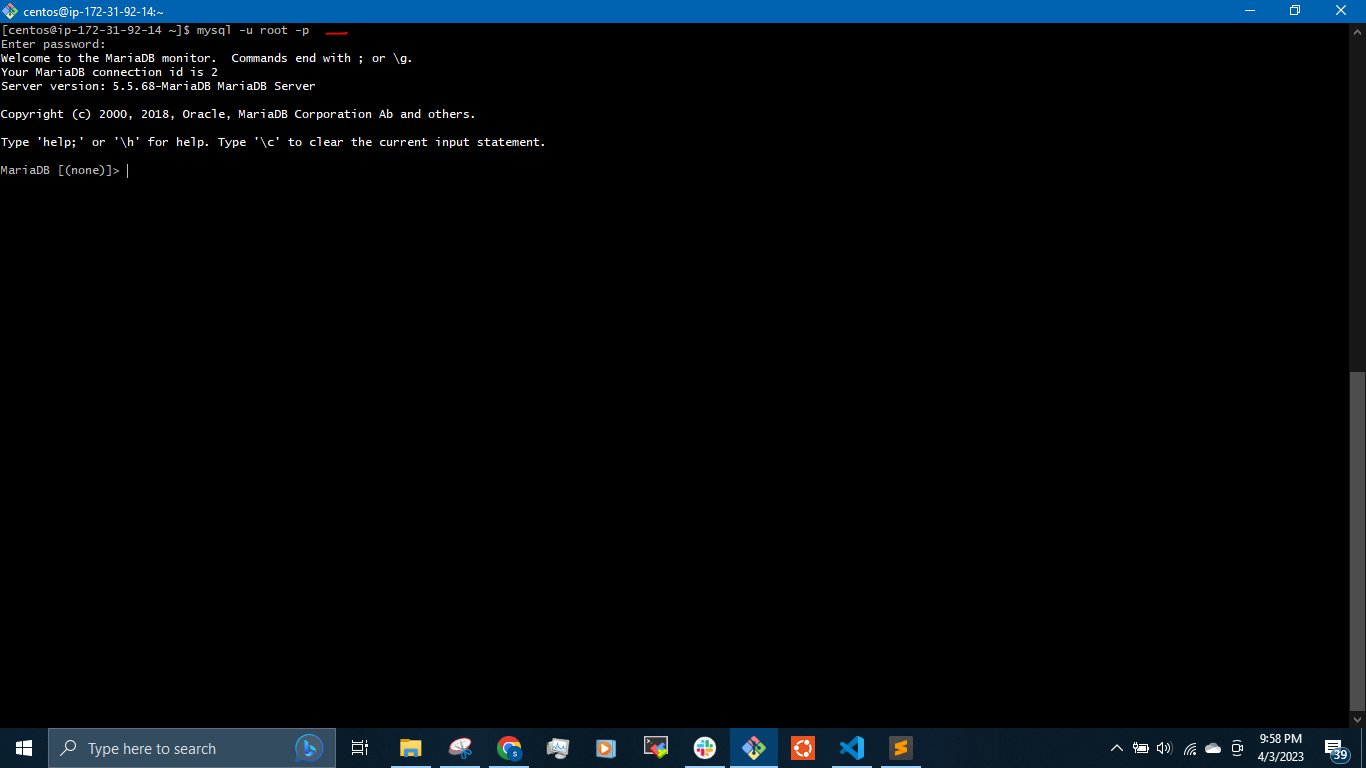 centos@ip-172-31-92-14:~
[centos@ip-172-31-92-14 ~]$ mysql -u root -p
Enter password:
Welcome to the MariaDB monitor.  Commands end with ; or \g.
Your MariaDB connection id is 2
Server version: 5.5.68-MariaDB MariaDB Server
Copyright (c) 2000, 2018, Oracle, MariaDB Corporation Ab and others.
Type 'help;' or '\h' for help. Type '\c' to clear the current input statement.
MariaDB [(none)]>
Type here to search
S
9:58 PM
4/3/2023
39